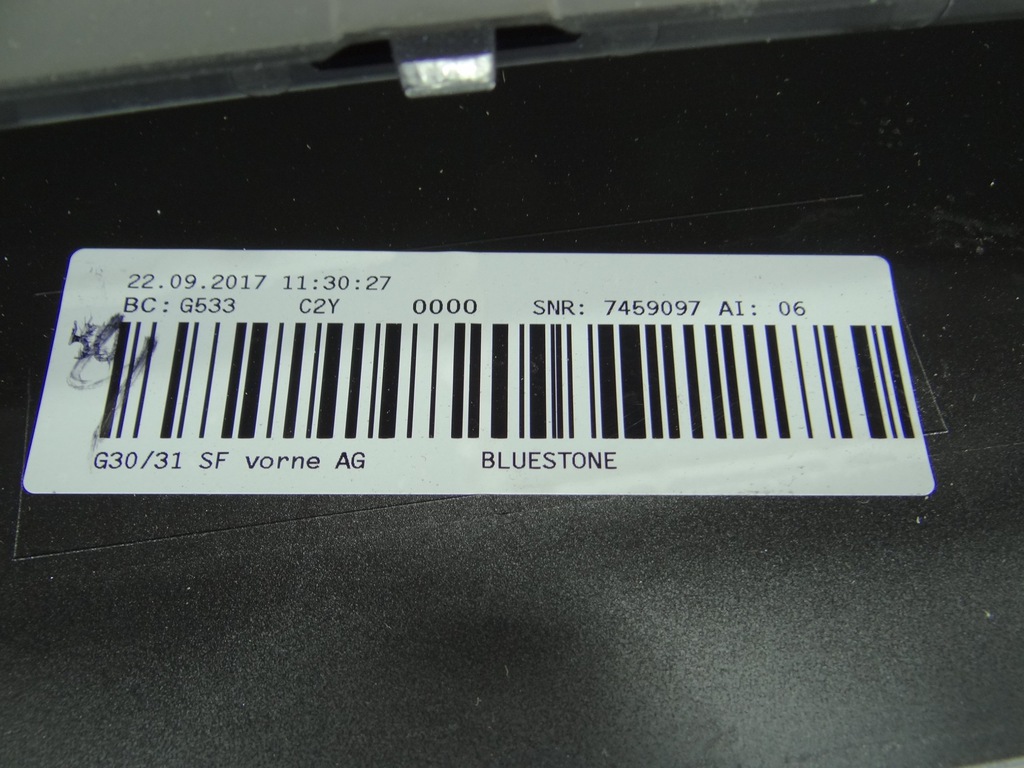 22.09.2017 11:30:27
BC: G533 C2Y 0000 SNR: 7459097 AI: 06
G30/31 SF vorne AG BLUESTONE